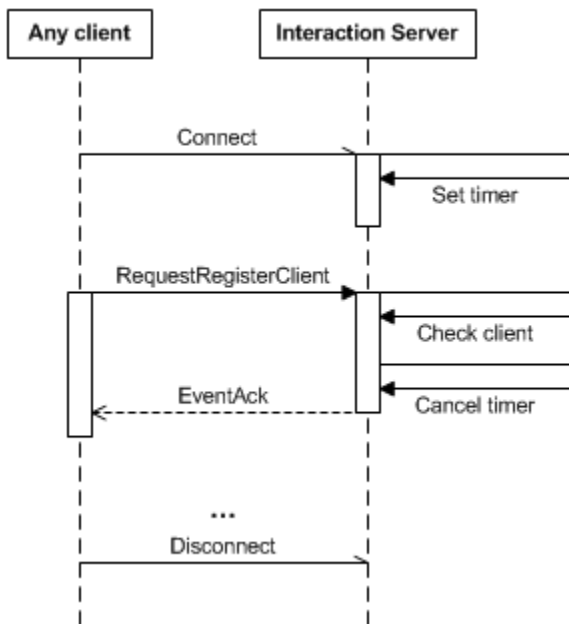 Any client
Interaction Server
Connect
Set timer
RequestRegisterClient
Check client
EventAck
Cancel timer
...
Disconnect